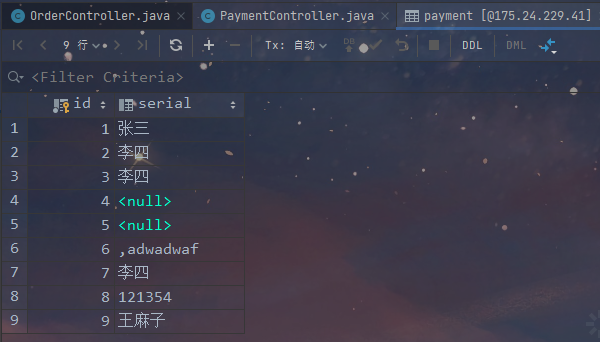 OrderController.java × PaymentController.java × payment [@175.24.229.41]
9 行 Tx: 自动 DB DDL DML
<Filter Criteria>
id serial
1 1 张三
2 2 李四
3 3 李四
4 4 <null>
5 5 <null>
6 6 ,adwadwaf
7 7 李四
8 8 121354
9 9 王麻子